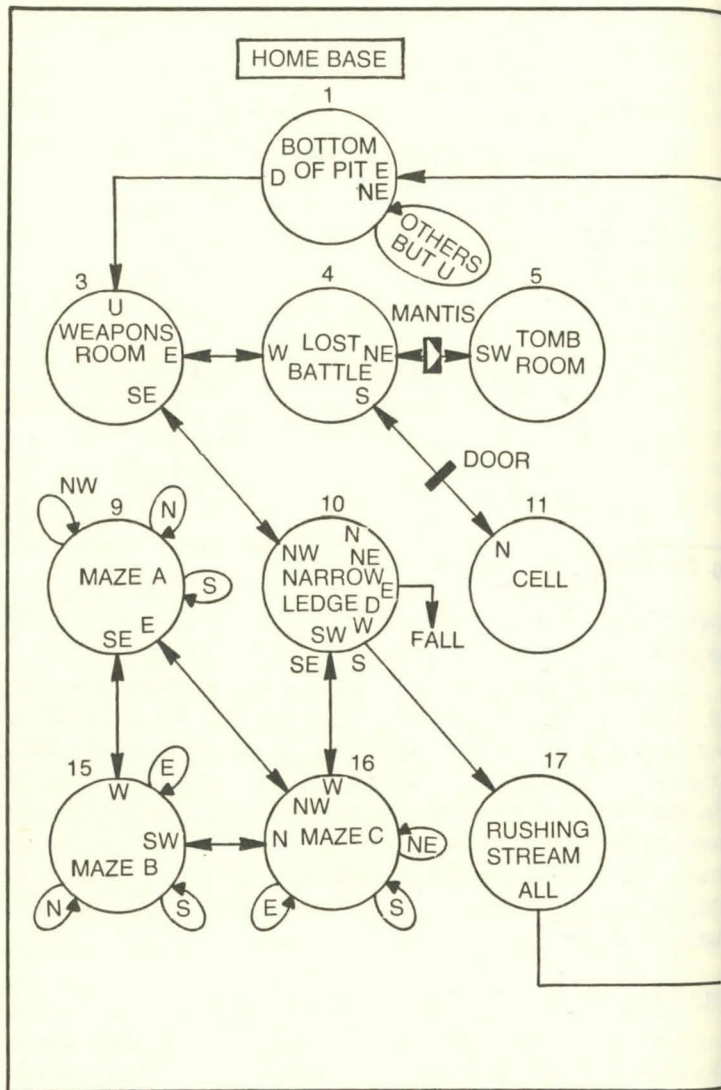 HOME BASE
1
BOTTOM
D OF PIT E
NE
OTHERS
BUT U
3
U
WEAPONS
ROOM E
SE
4
W LOST NE
BATTLE
S
MANTIS
5
SW TOMB
ROOM
DOOR
NW
9
N
MAZE A
S
E
SE
10
N
NW
NE
NARROW
E
LEDGE D
W
SW
SE S
FALL
11
N
CELL
15
E
W
SW
MAZE B
N
S
16
W
NW
N MAZE C
NE
E
S
17
RUSHING
STREAM
ALL